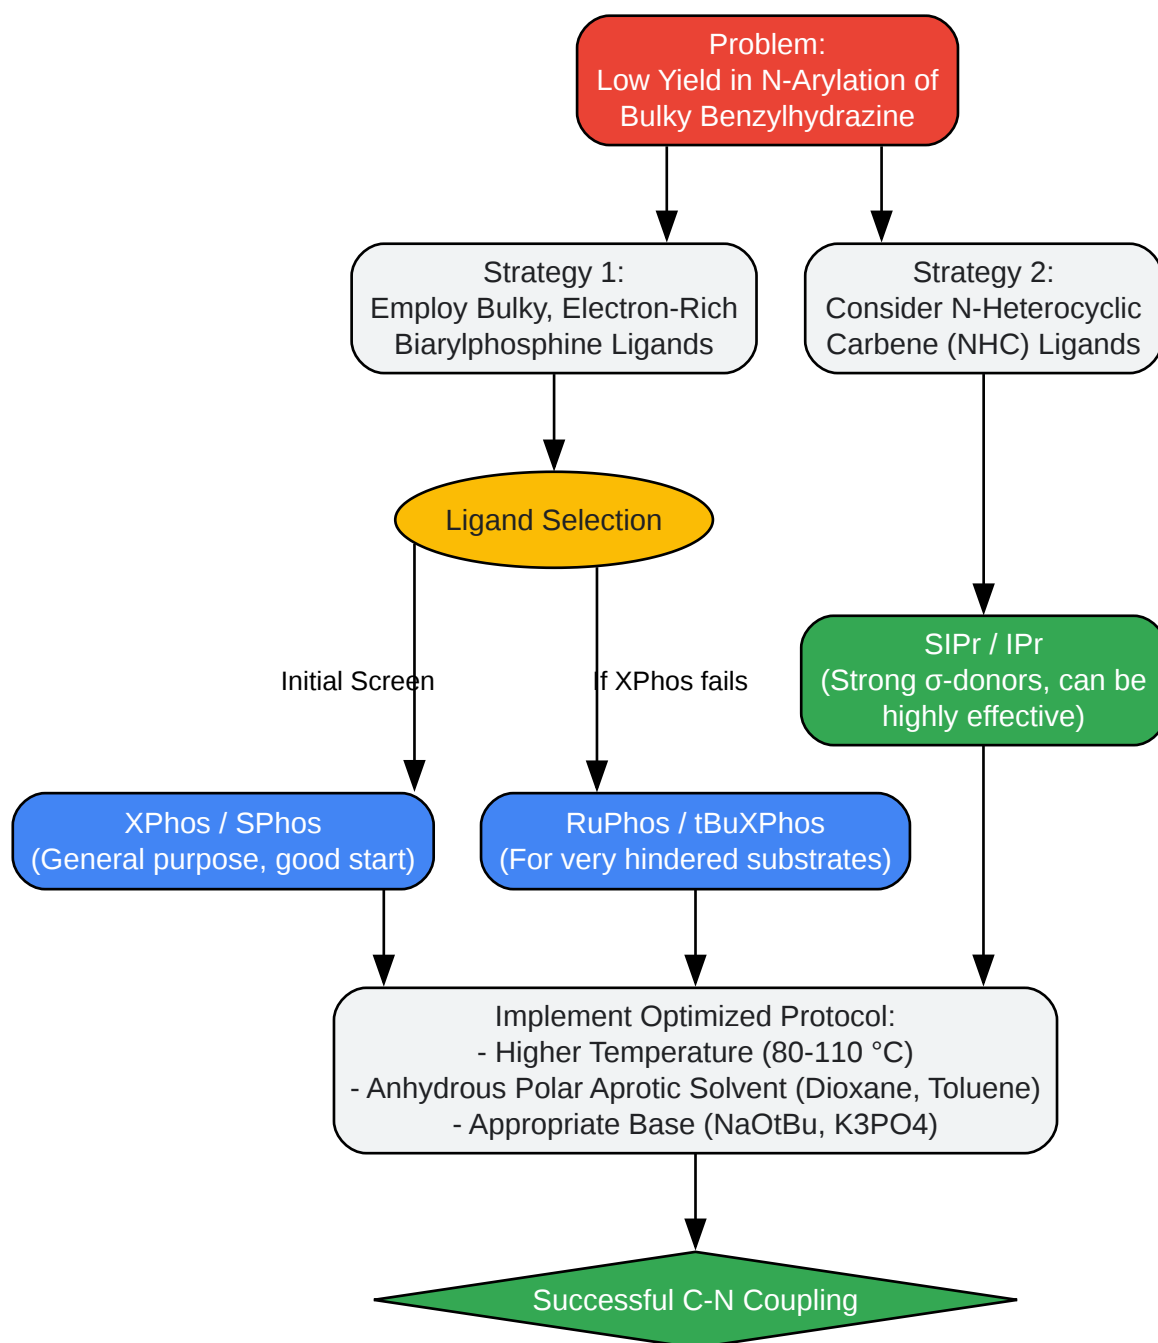 Problem:
Low Yield in N-Arylation of
Bulky Benzylhydrazine
Strategy 1:
Employ Bulky, Electron-Rich
Biarylphosphine Ligands
Strategy 2:
Consider N-Heterocyclic
Carbene (NHC) Ligands
Ligand Selection
Initial Screen
If XPhos fails
SIPr / IPr
(Strong σ-donors, can be
highly effective)
XPhos / SPhos
(General purpose, good start)
RuPhos / tBuXPhos
(For very hindered substrates)
Implement Optimized Protocol:
- Higher Temperature (80-110 °C)
- Anhydrous Polar Aprotic Solvent (Dioxane, Toluene)
- Appropriate Base (NaOtBu, K3PO4)
Successful C-N Coupling